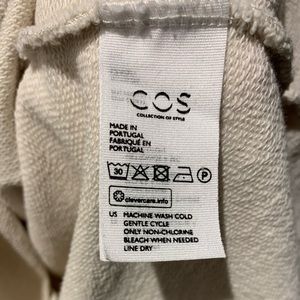 COS
COLLECTION OF STYLE
MADE IN
PORTUGAL
FABRIQUÉ EN
PORTUGAL
30 P
clevercare.info
US MACHINE WASH COLD
GENTLE CYCLE
ONLY NON-CHLORINE
BLEACH WHEN NEEDED
LINE DRY